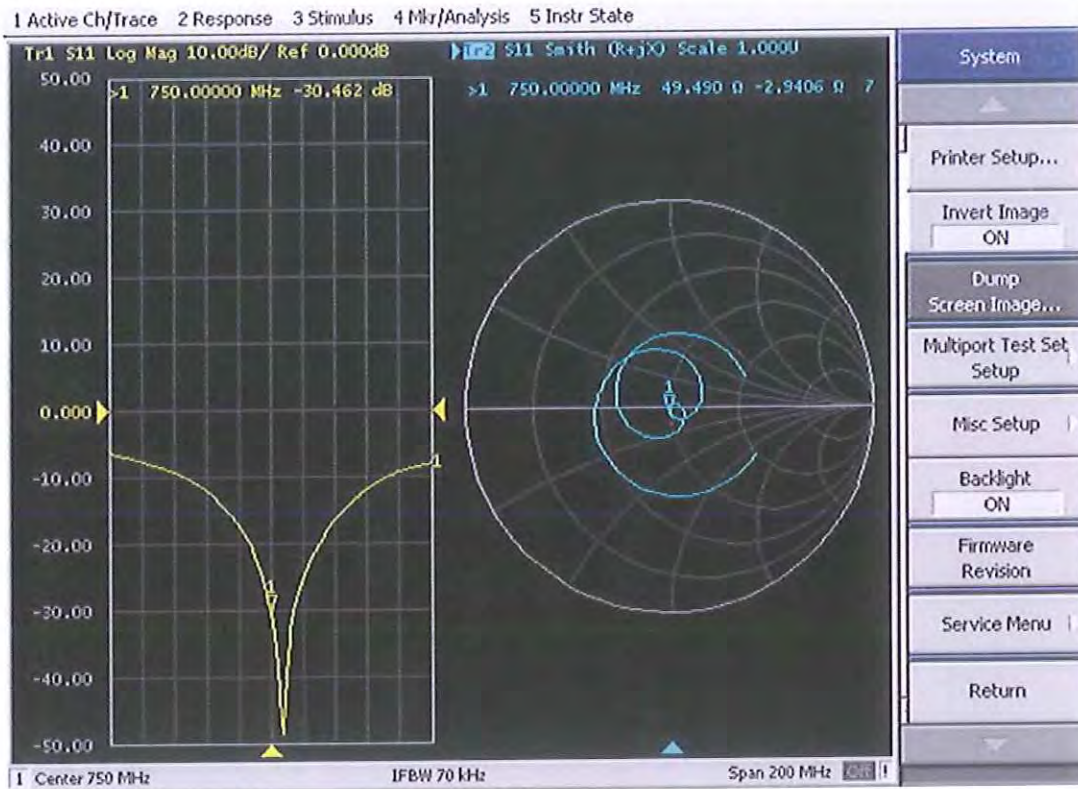 1 Active Ch/Trace 2 Response 3 Stimulus 4 Mkr/Analysis 5 Instr State
Tr1 S11 Log Mag 10.00dB/ Ref 0.000dB
Tr2 S11 Smith (R+jX) Scale 1.000U
>1 750.00000 MHz -30.462 dB
>1 750.00000 MHz 49.490 Ω -2.9406 Ω 7
50.00
40.00
30.00
20.00
10.00
0.000
-10.00
-20.00
-30.00
-40.00
-50.00
1
1
1
1 Center 750 MHz
IFBW 70 kHz
Span 200 MHz Off !
System
Printer Setup...
Invert Image
ON
Dump
Screen Image...
Multiport Test Set
Setup
Misc Setup
Backlight
ON
Firmware
Revision
Service Menu
Return